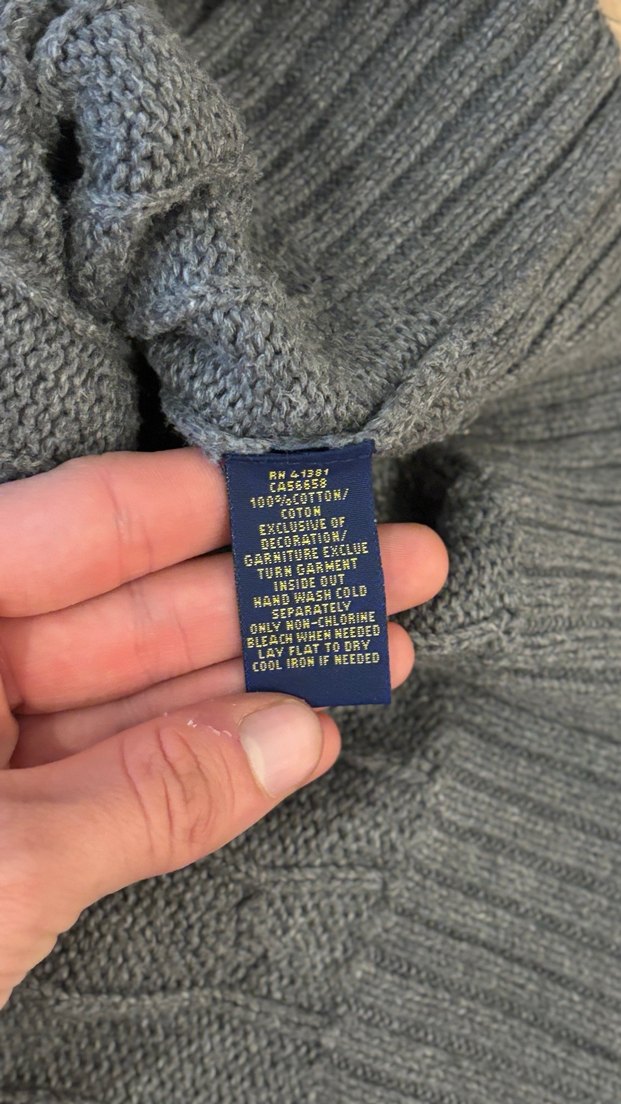 RN 41381
CA56658
100%COTTON/
COTON
EXCLUSIVE OF
DECORATION/
GARNITURE EXCLUE
TURN GARMENT
INSIDE OUT
HAND WASH COLD
SEPARATELY
ONLY NON-CHLORINE
BLEACH WHEN NEEDED
LAY FLAT TO DRY
COOL IRON IF NEEDED